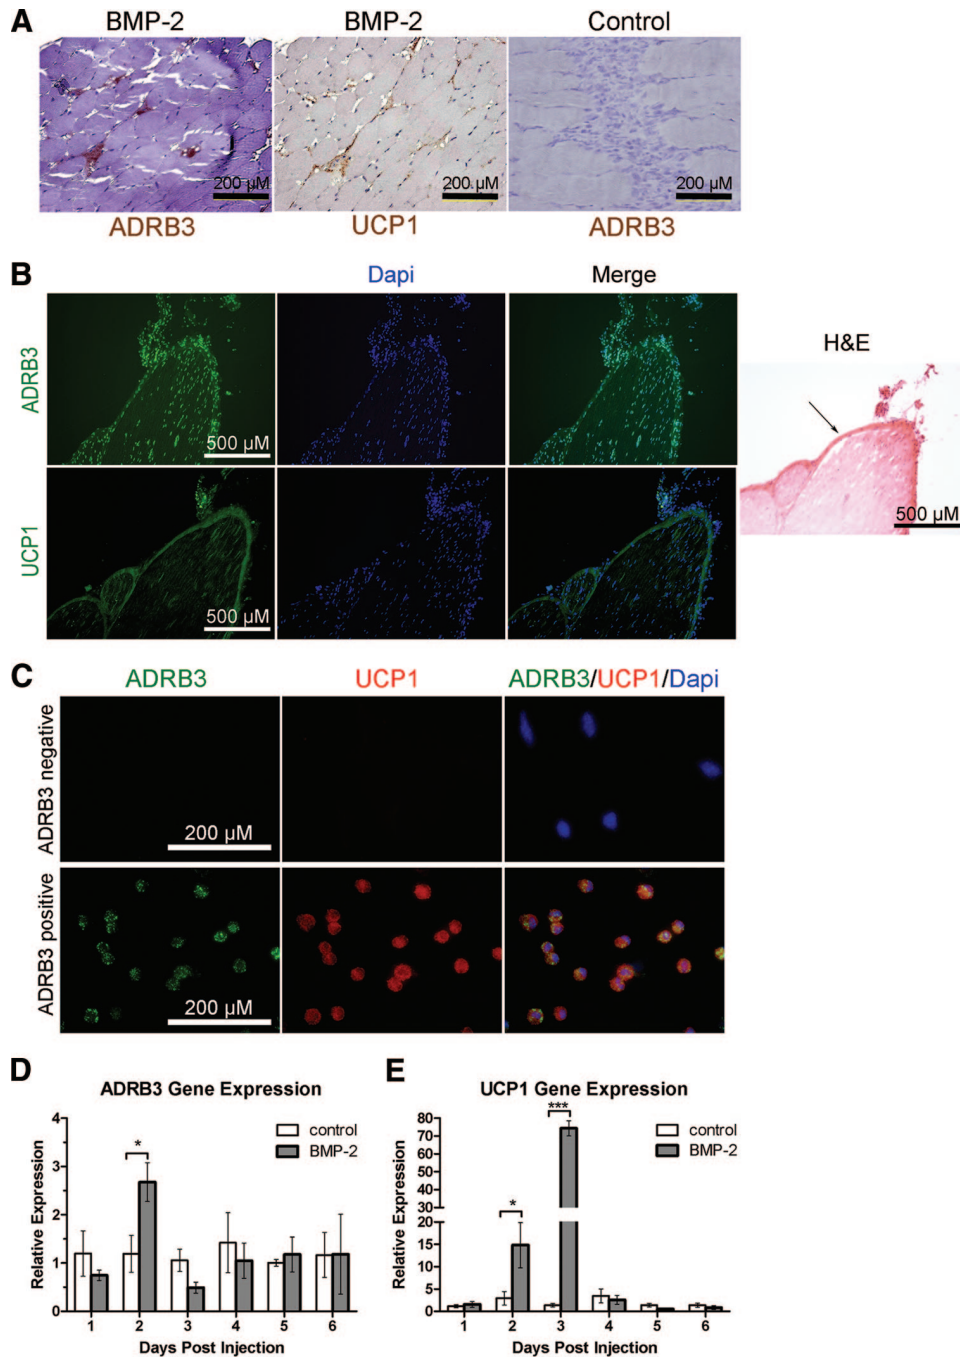 A
BMP-2 BMP-2 Control
200 µM 200 µM 200 µM
ADRB3 UCP1 ADRB3
B
Dapi Merge
H&E
ADRB3
500 µM
500 µM
UCP1
500 µM
C
ADRB3 UCP1 ADRB3/UCP1/Dapi
ADRB3 negative
200 µM
ADRB3 positive
200 µM
D
ADRB3 Gene Expression
control
BMP-2
*
Relative Expression
4
3
2
1
0
1 2 3 4 5 6
Days Post Injection
E
UCP1 Gene Expression
control
BMP-2
***
*
Relative Expression
80
70
60
50
40
30
20
15
10
5
0
1 2 3 4 5 6
Days Post Injection